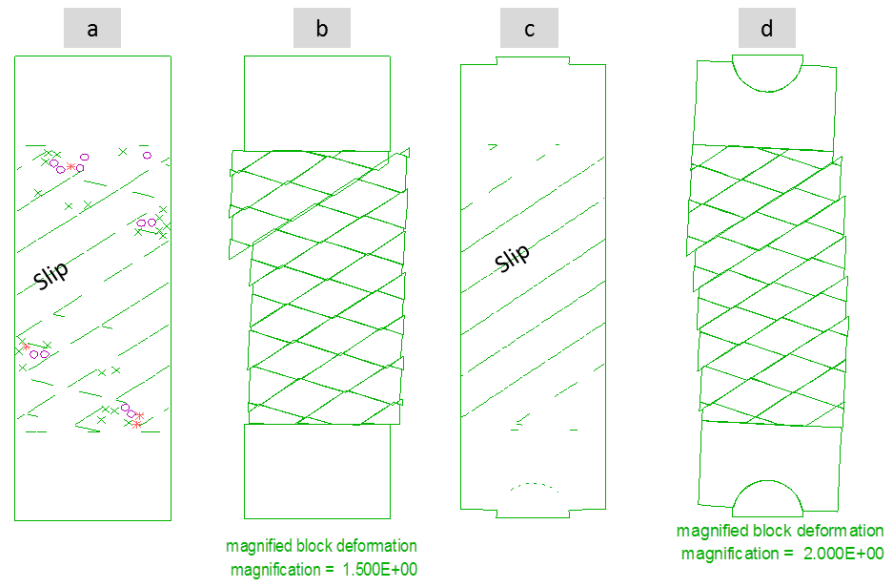 a
b
c
d
Slip
Slip
magnified block deformation
magnification = 1.500E+00
magnified block deformation
magnification = 2.000E+00